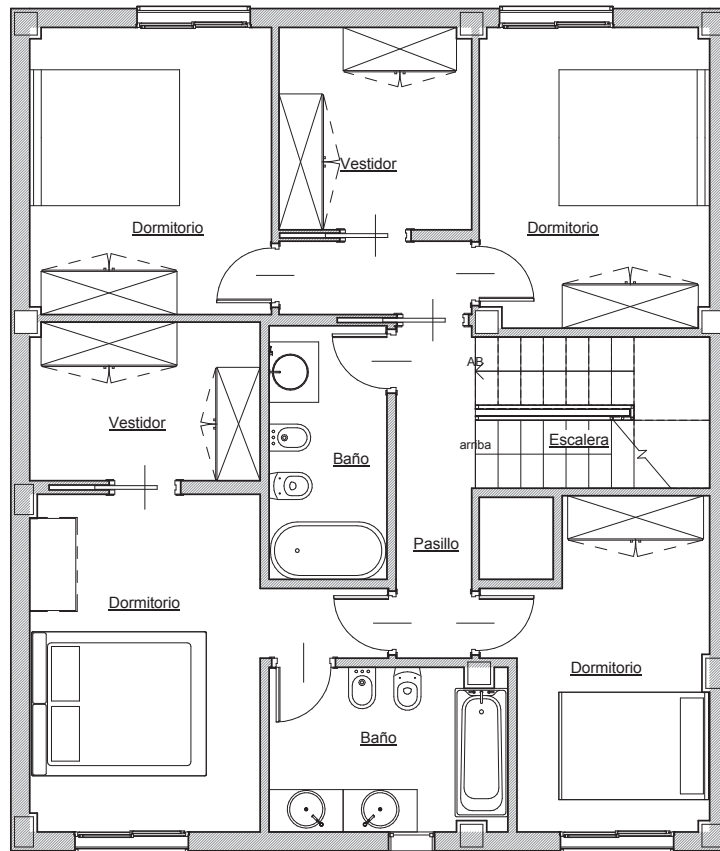 Vestidor
Dormitorio
Dormitorio
AB
Vestidor
arriba
Escalera
Baño
Pasillo
Dormitorio
Dormitorio
Baño